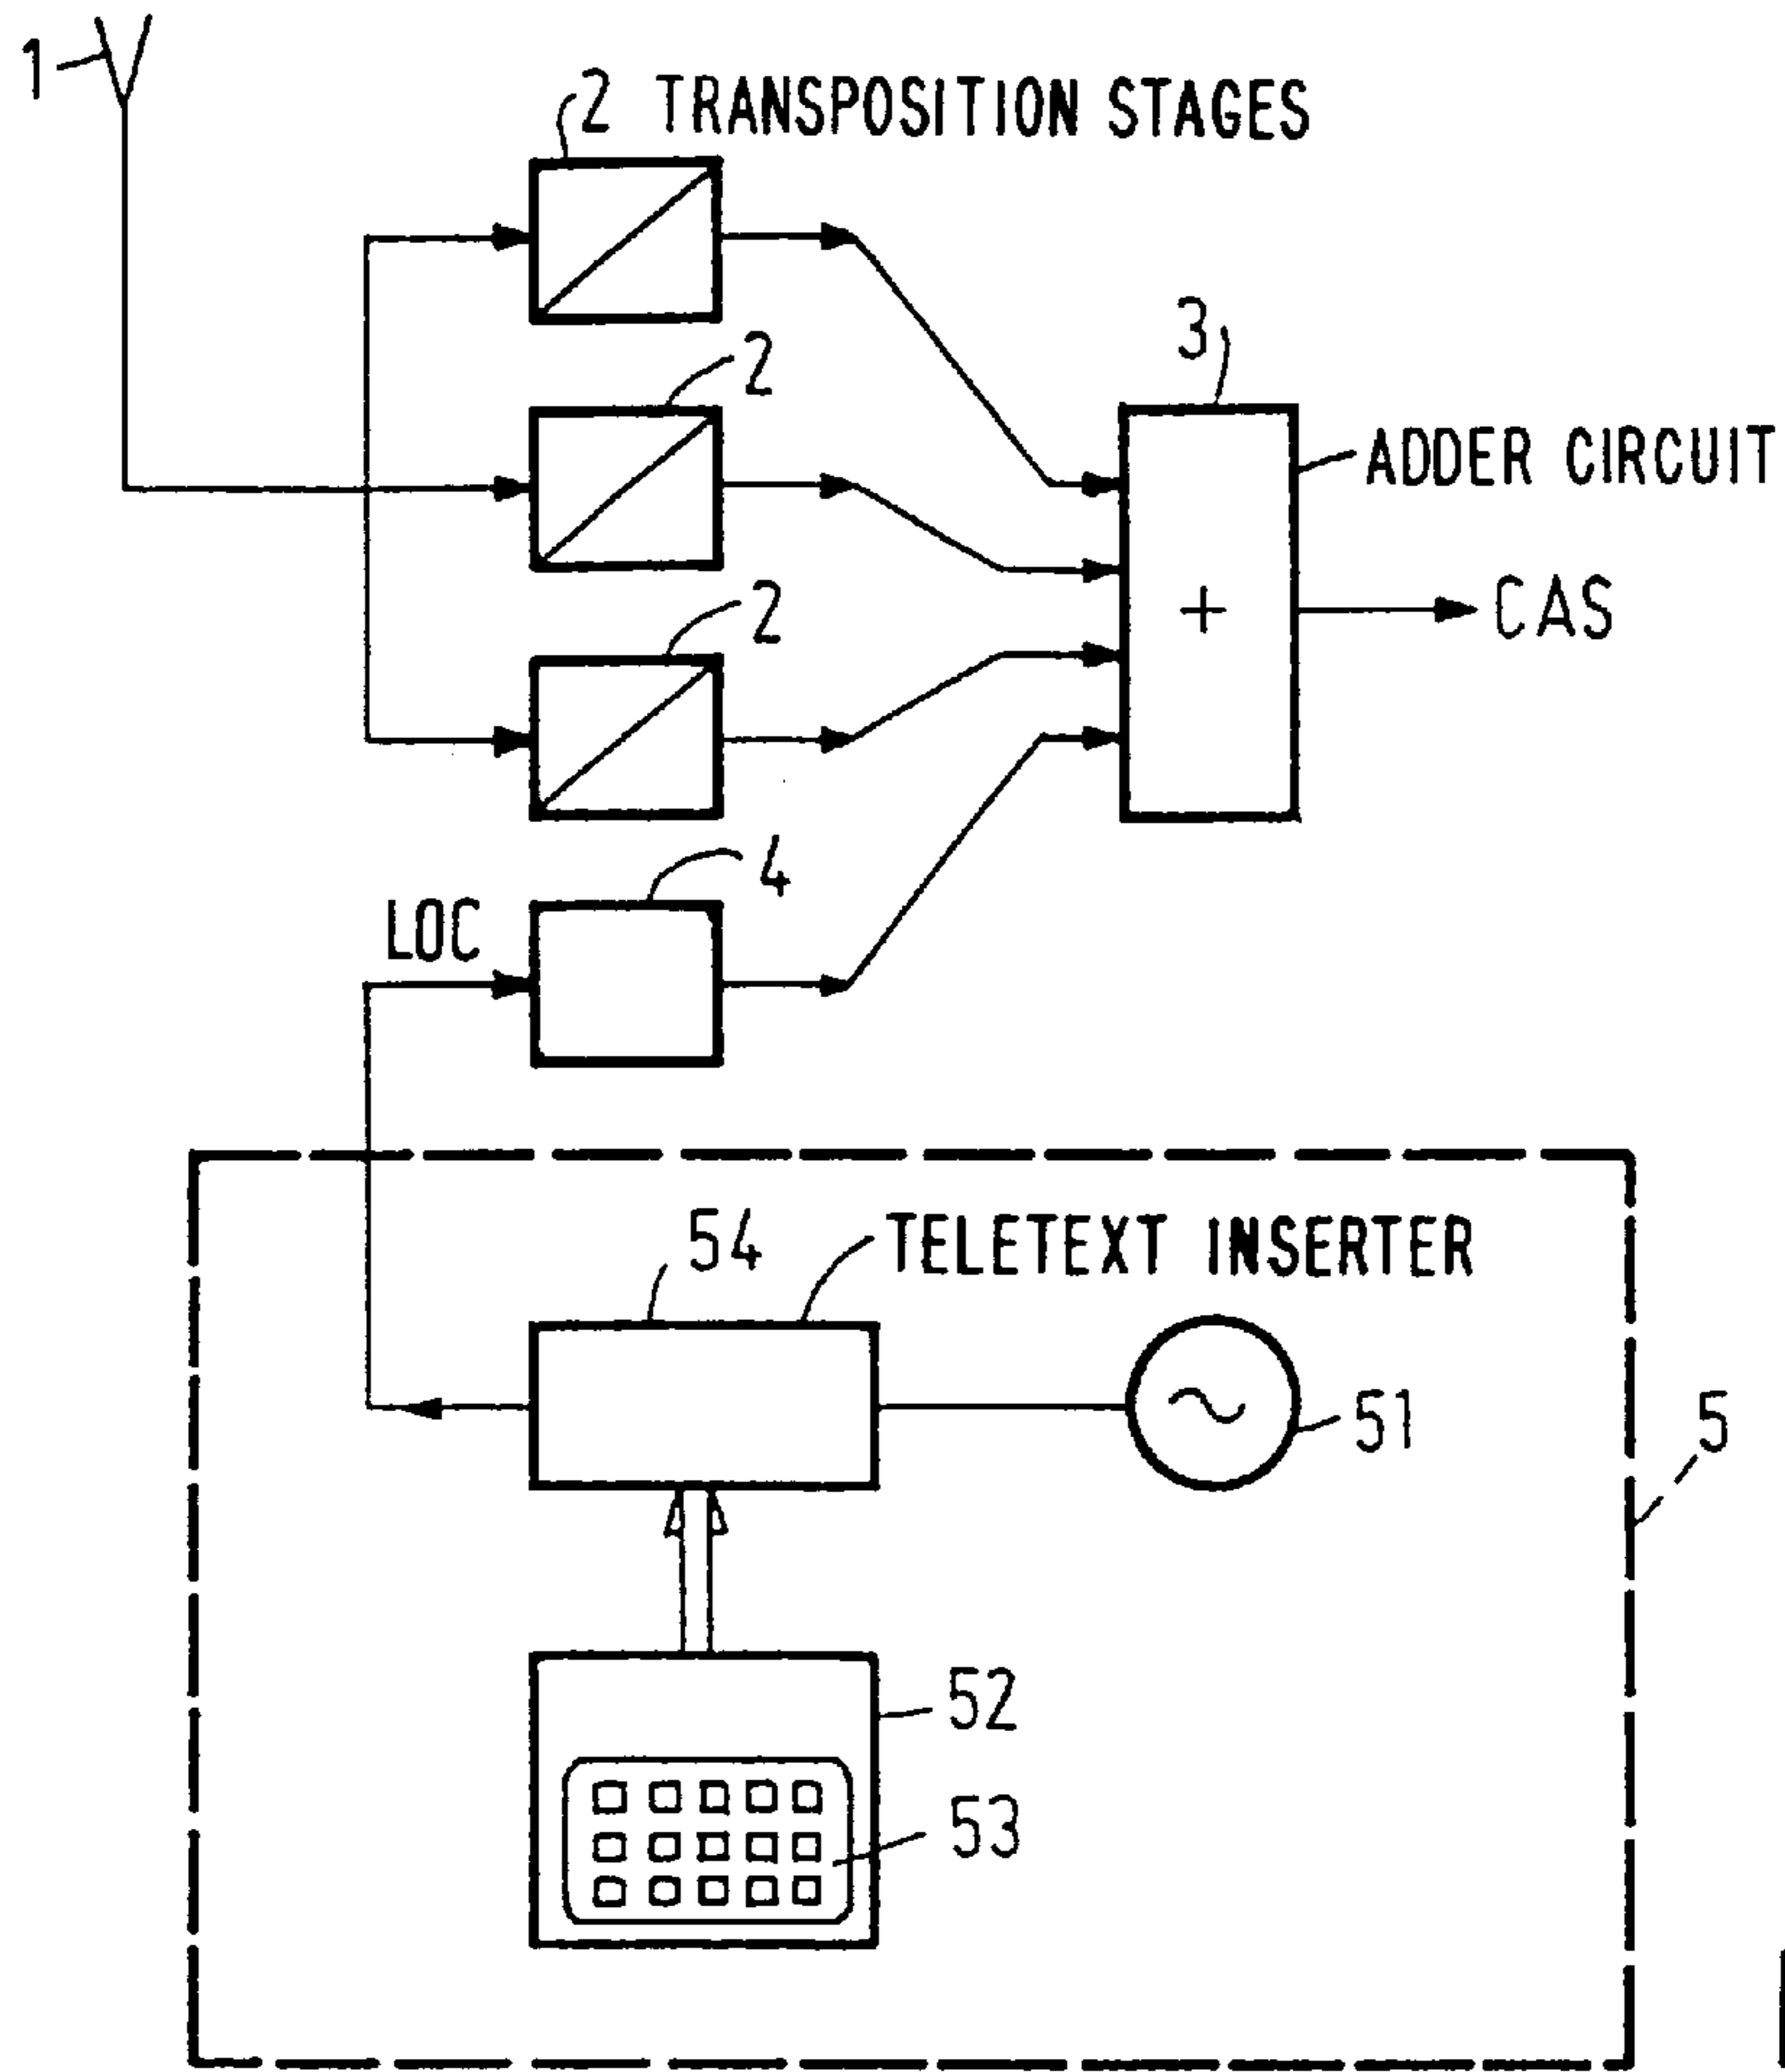 1
2 TRANSPOSITION STAGES
2
3
ADDER CIRCUIT
+
CAS
2
4
LOC
54
TELETEXT INSERTER
51
5
52
53